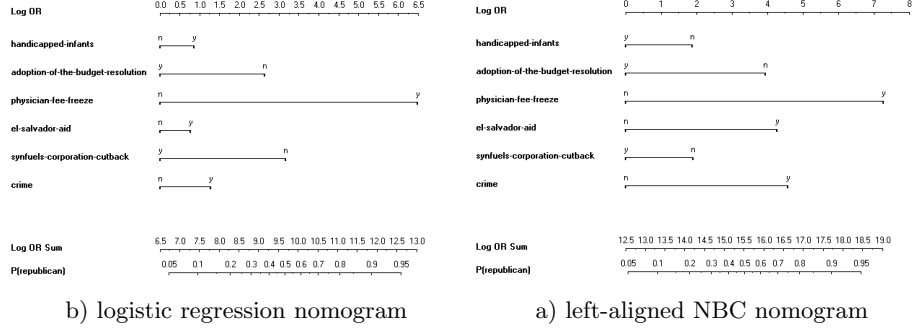 Log OR
0.0 0.5 1.0 1.5 2.0 2.5 3.0 3.5 4.0 4.5 5.0 5.5 6.0 6.5
handicapped-infants
n y
adoption-of-the-budget-resolution
y n
physician-fee-freeze
n y
el-salvador-aid
n y
synfuels-corporation-cutback
y n
crime
n y
Log OR Sum
6.5 7.0 7.5 8.0 8.5 9.0 9.5 10.0 10.5 11.0 11.5 12.0 12.5 13.0
P(republican)
0.05 0.1 0.2 0.3 0.4 0.5 0.6 0.7 0.8 0.9 0.95
b) logistic regression nomogram
Log OR
0 1 2 3 4 5 6 7 8
handicapped-infants
y n
adoption-of-the-budget-resolution
y n
physician-fee-freeze
n y
el-salvador-aid
n y
synfuels-corporation-cutback
y n
crime
n y
Log OR Sum
12.5 13.0 13.5 14.0 14.5 15.0 15.5 16.0 16.5 17.0 17.5 18.0 18.5 19.0
P(republican)
0.05 0.1 0.2 0.3 0.4 0.5 0.6 0.7 0.8 0.9 0.95
a) left-aligned NBC nomogram